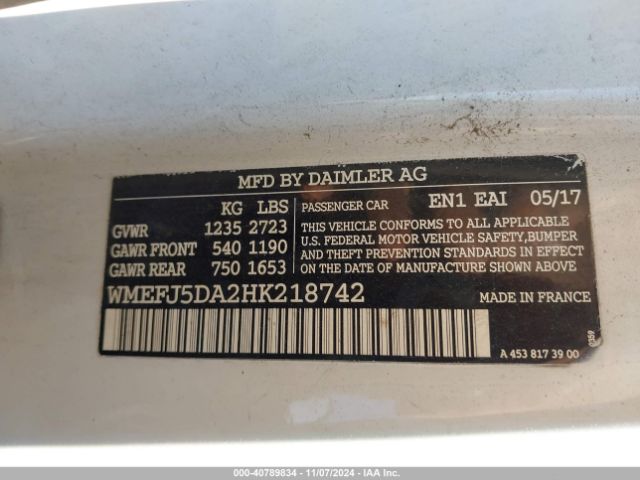 MFD BY DAIMLER AG
KG LBS
GVWR 1235 2723
GAWR FRONT 540 1190
GAWR REAR 750 1653
PASSENGER CAR EN1 EAI 05/17
THIS VEHICLE CONFORMS TO ALL APPLICABLE
U.S. FEDERAL MOTOR VEHICLE SAFETY, BUMPER
AND THEFT PREVENTION STANDARDS
IN EFFECT ON THE DATE OF MANUFACTURE SHOWN ABOVE
WMEFJ5DA2HK218742 MADE IN FRANCE
0159
A 453 817 39 00
00-40789834 - 11/07/2024 - IAA Inc.